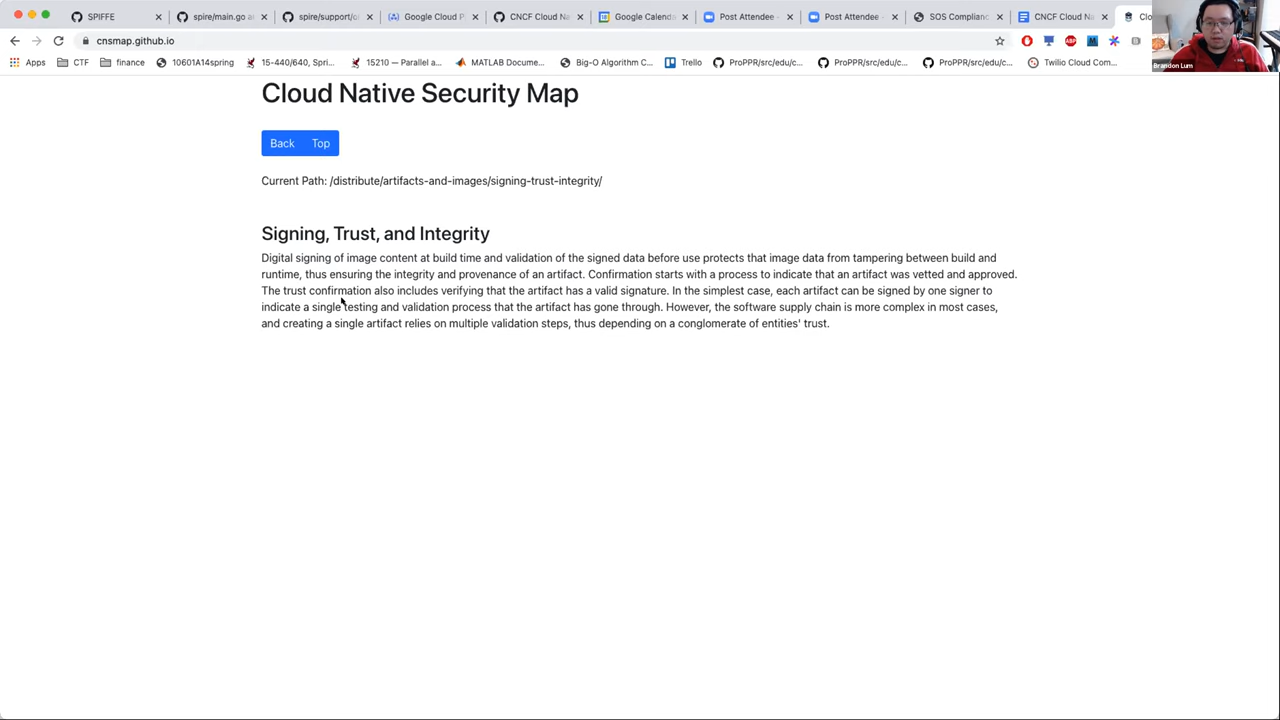 SPIFFE
spire/main.go a
spire/support/o
Google Cloud P
CNCF Cloud Na
Google Calenda
Post Attendee -
Post Attendee -
SOS Complianc
CNCF Cloud Na
Clo
cnsmap.github.io
Apps
CTF
finance
10601A14spring
15-440/640, Spri...
15210 — Parallel a...
MATLAB Docume...
Big-O Algorithm C...
Trello
ProPPR/src/edu/c...
ProPPR/src/edu/c...
ProPPR/src/edu/c...
Twilio Cloud Com...
Brandon Lum
Cloud Native Security Map
Back
Top
Current Path: /distribute/artifacts-and-images/signing-trust-integrity/
Signing, Trust, and Integrity
Digital signing of image content at build time and validation of the signed data before use protects that image data from tampering between build and
runtime, thus ensuring the integrity and provenance of an artifact. Confirmation starts with a process to indicate that an artifact was vetted and approved.
The trust confirmation also includes verifying that the artifact has a valid signature. In the simplest case, each artifact can be signed by one signer to
indicate a single testing and validation process that the artifact has gone through. However, the software supply chain is more complex in most cases,
and creating a single artifact relies on multiple validation steps, thus depending on a conglomerate of entities' trust.